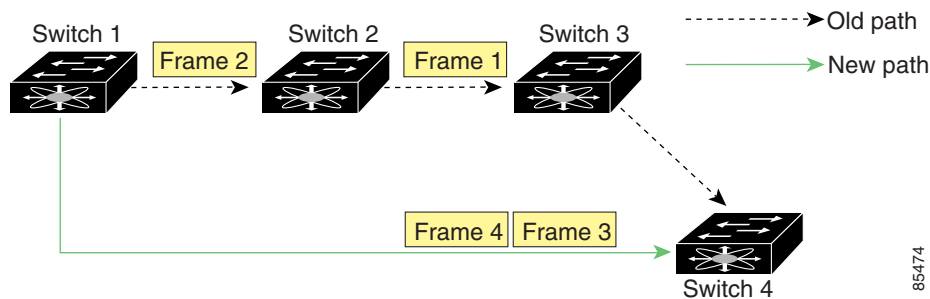 Switch 1
Switch 2
Switch 3
Old path
New path
Frame 2
Frame 1
Frame 4
Frame 3
Switch 4
85474